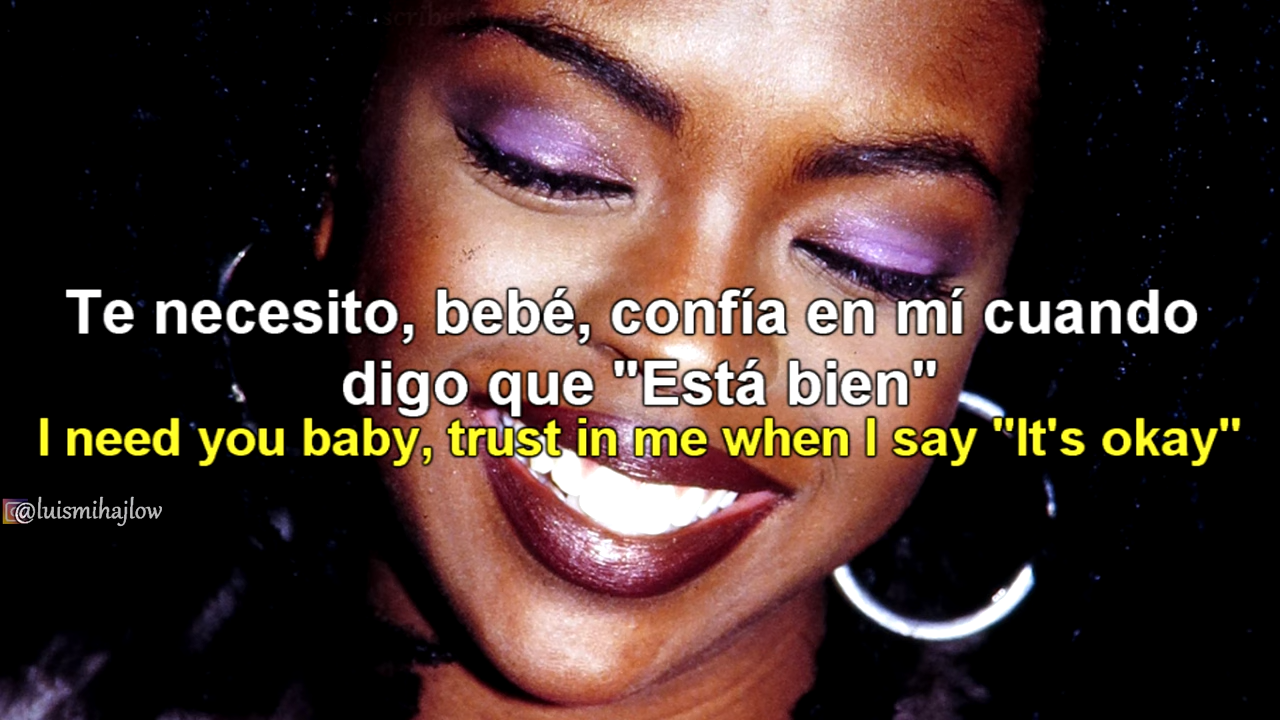 Te necesito, bebé, confía en mí cuando
digo que "Está bien"
I need you baby, trust in me when I say "It's okay"
@luismihajlow